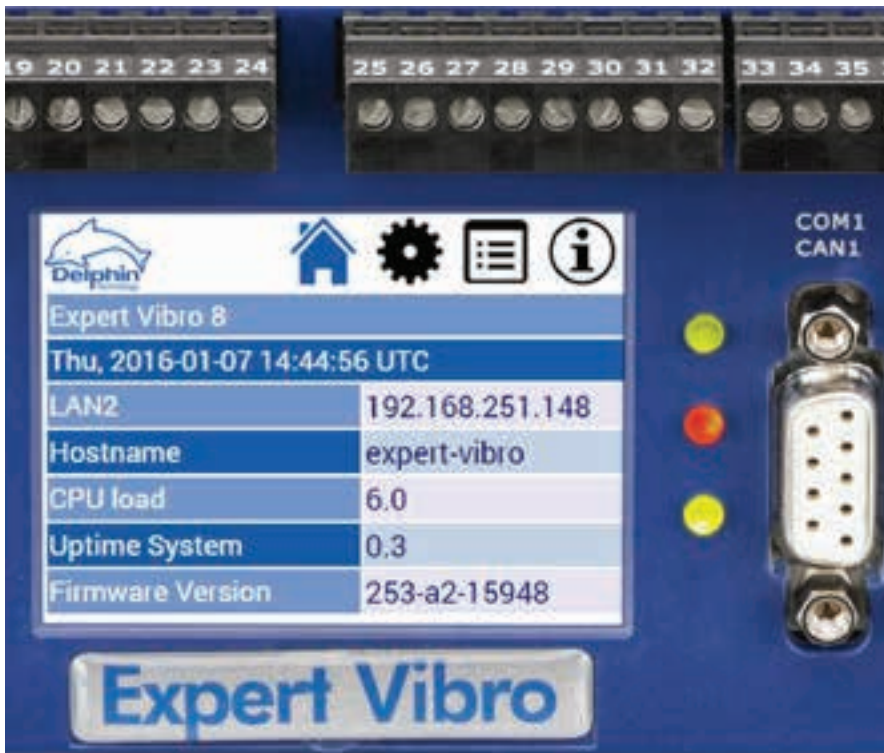 19 20 21 22 23 24 25 26 27 28 29 30 31 32 33 34 35
COM1
CAN1
Delphin
Expert Vibro 8
Thu, 2016-01-07 14:44:56 UTC
LAN2 192.168.251.148
Hostname expert-vibro
CPU load 6.0
Uptime System 0.3
Firmware Version 253-a2-15948
Expert Vibro